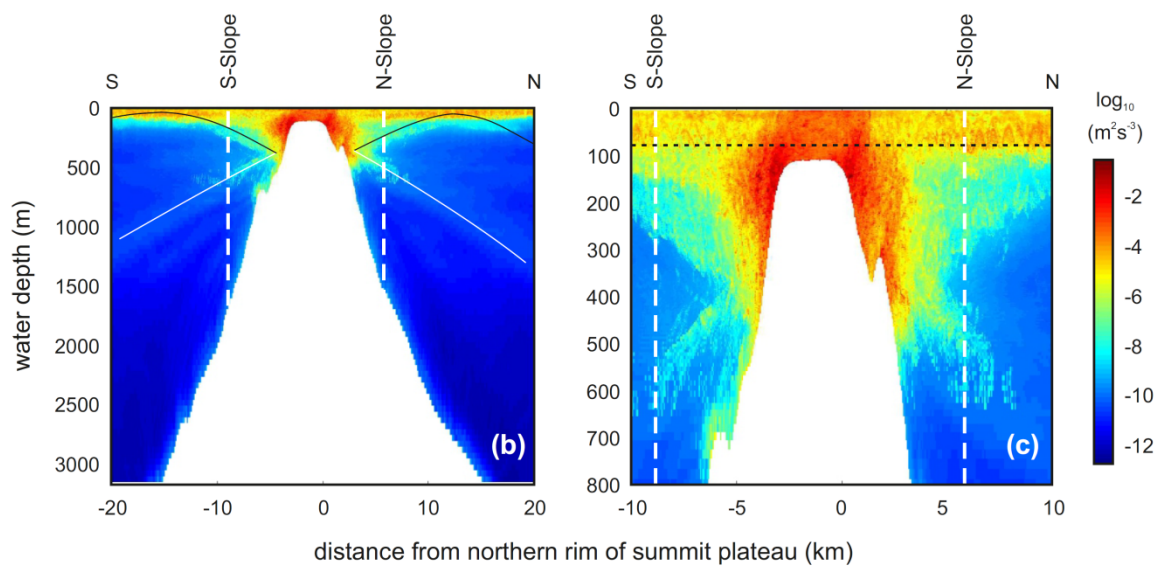 S
S-Slope
N-Slope
N
S
S-Slope
N-Slope
N
water depth (m)
0
500
1000
1500
2000
2500
3000
-20
-10
0
10
20
(b)
0
100
200
300
400
500
600
700
800
-10
-5
0
5
10
(c)
log₁₀
(m²s⁻³)
-2
-4
-6
-8
-10
-12
distance from northern rim of summit plateau (km)